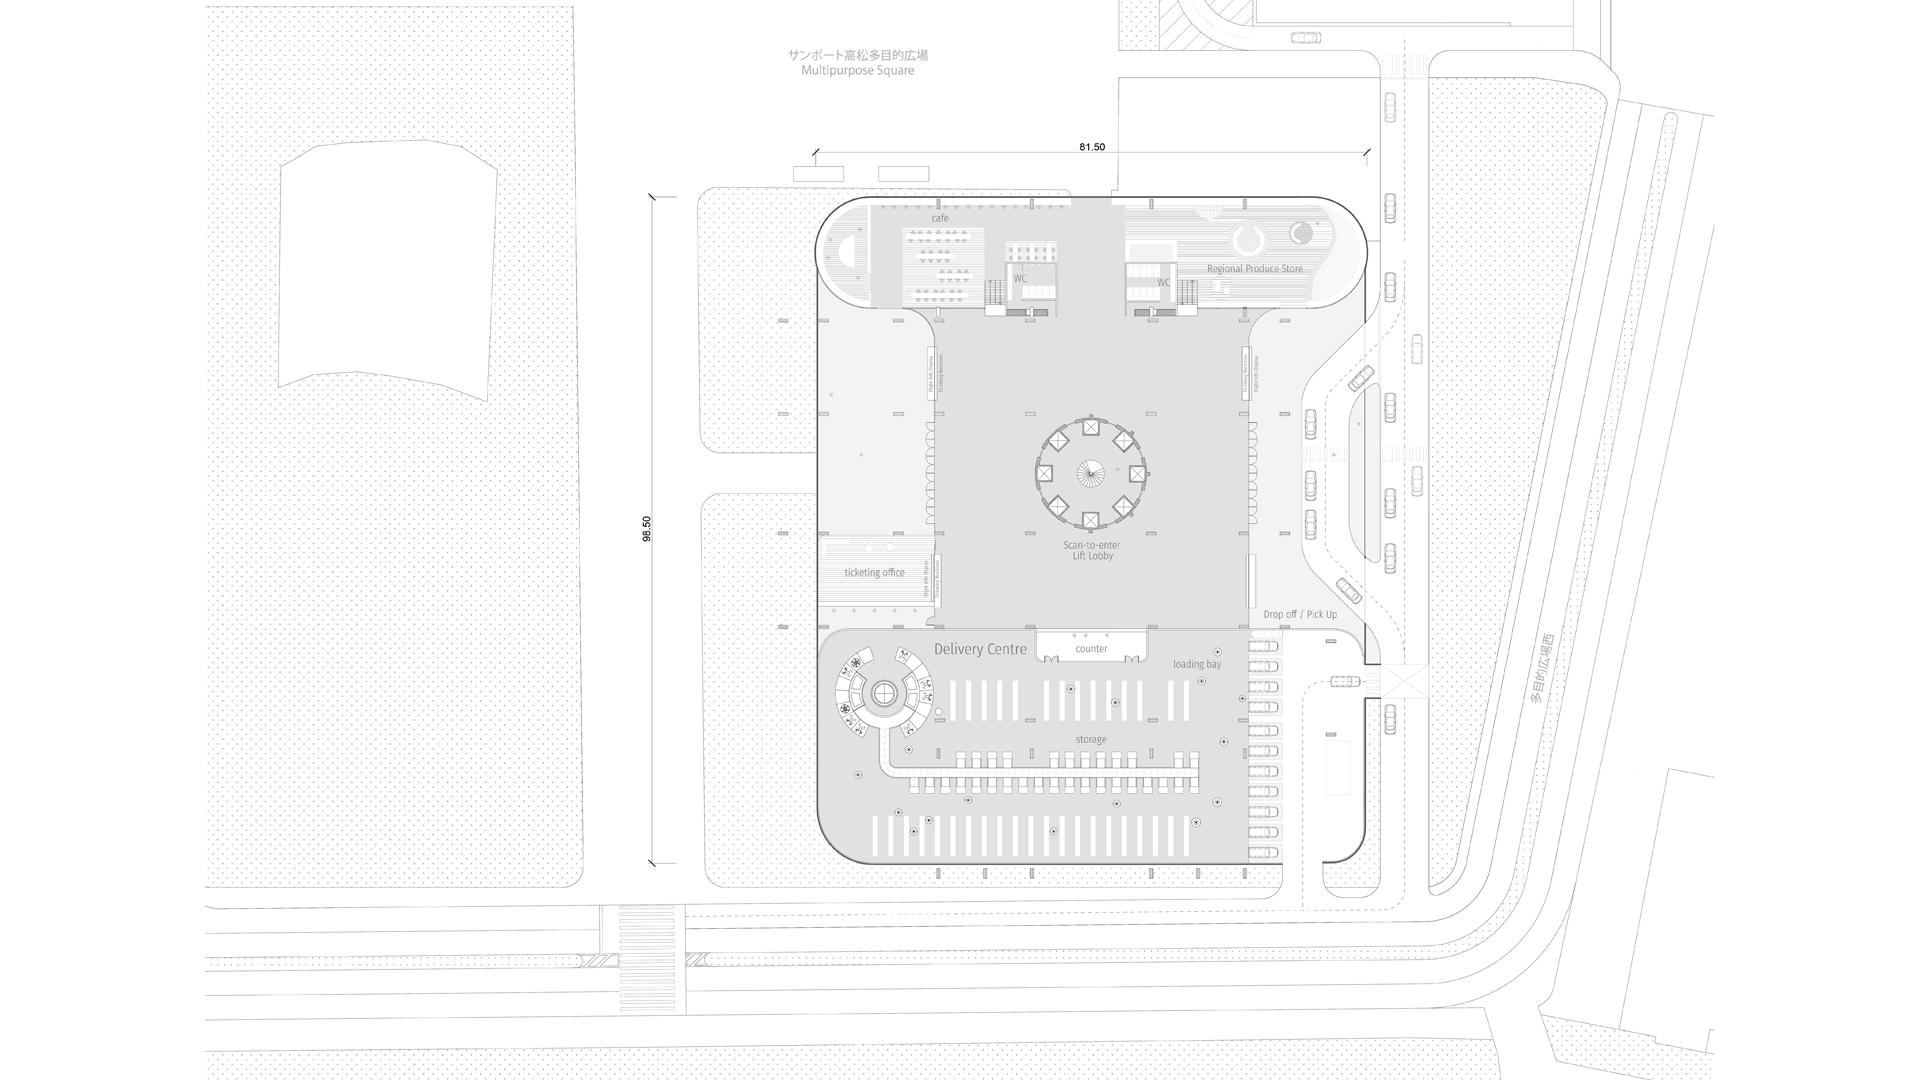 サンポート高松多目的広場
Multipurpose Square
81.50
cafe
WC
WC
Regional Produce Store
Flight Info Display
Ticketing Machines
Ticketing Machines
Flight Info Display
98.50
Scan-to-enter
Lift Lobby
ticketing office
Flight Info Display
Ticketing Machines
Drop off / Pick Up
Delivery Centre
counter
loading bay
storage
多目的広場西